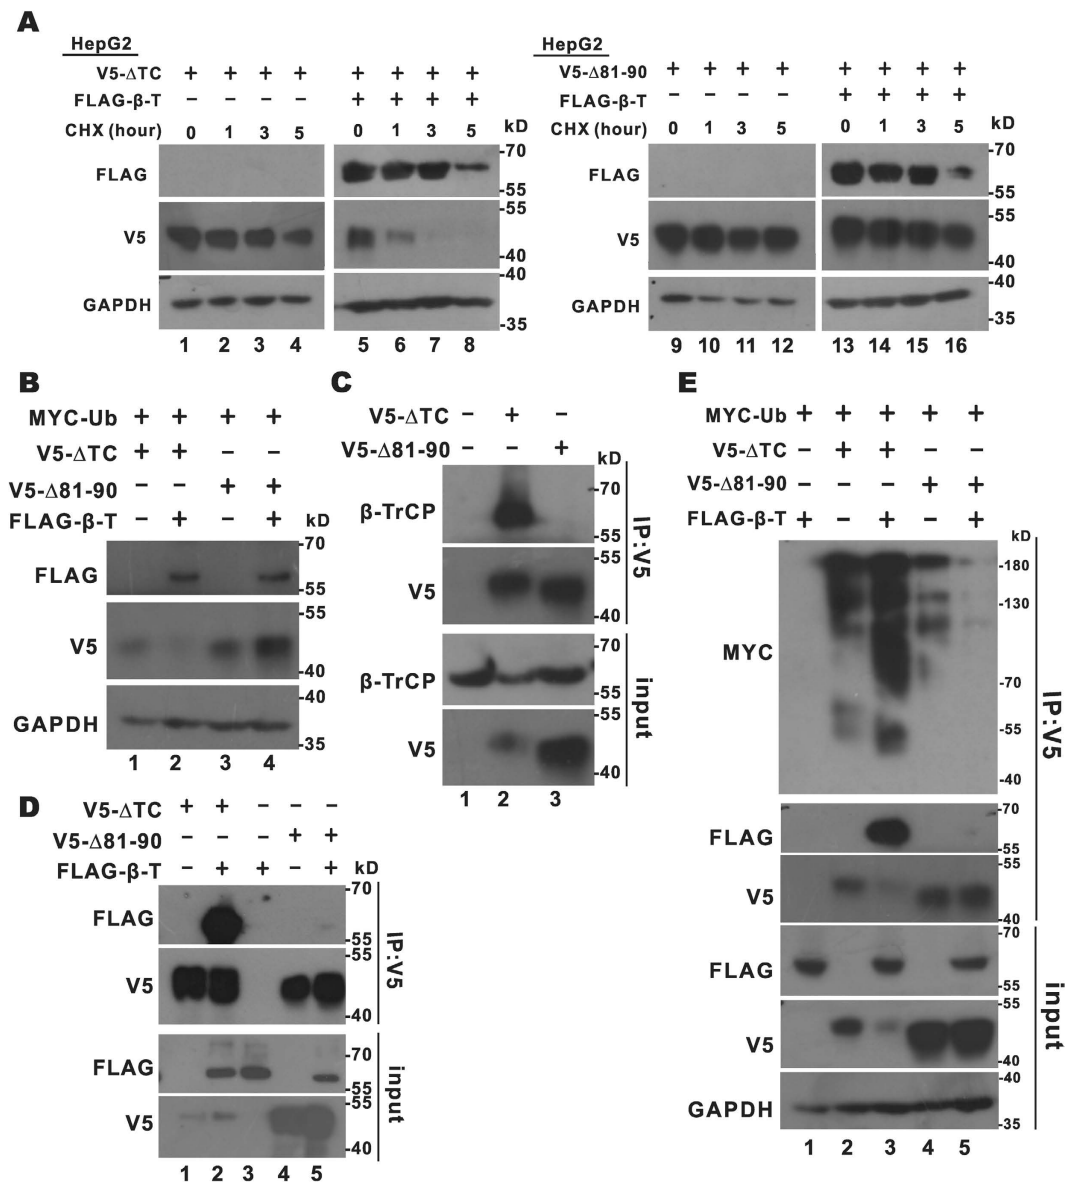 A
HepG2
V5-ΔTC + + + + + + + +
FLAG-β-T – – – – + + + +
CHX (hour) 0 1 3 5 0 1 3 5 kD
FLAG -70 -55
V5 -55 -40
GAPDH -40 -35
1 2 3 4 5 6 7 8
HepG2
V5-Δ81-90 + + + + + + + +
FLAG-β-T – – – – + + + +
CHX (hour) 0 1 3 5 0 1 3 5 kD
FLAG -70 -55
V5 -55 -40
GAPDH -40 -35
9 10 11 12 13 14 15 16
B
MYC-Ub + + + +
V5-ΔTC + + – –
V5-Δ81-90 – – + +
FLAG-β-T – + – + kD
FLAG -70 -55
V5 -55 -40
GAPDH -40 -35
1 2 3 4
C
V5-ΔTC – + –
V5-Δ81-90 – – + kD
β-TrCP -70 -55
V5 -55 -40
IP:V5
β-TrCP -70 -55
V5 -55 -40
input
1 2 3
D
V5-ΔTC + + – – –
V5-Δ81-90 – – – + +
FLAG-β-T – + + – + kD
FLAG -70 -55
V5 -55 -40
IP:V5
FLAG -70 -55
V5 -55 -40
input
1 2 3 4 5
E
MYC-Ub + + + + +
V5-ΔTC – + + – –
V5-Δ81-90 – – – + +
FLAG-β-T + – + – + kD
MYC -180 -130 -70 -55 -40
FLAG -70 -55
V5 -55 -40
IP:V5
FLAG -70 -55
V5 -55 -40
GAPDH -40 -35
input
1 2 3 4 5